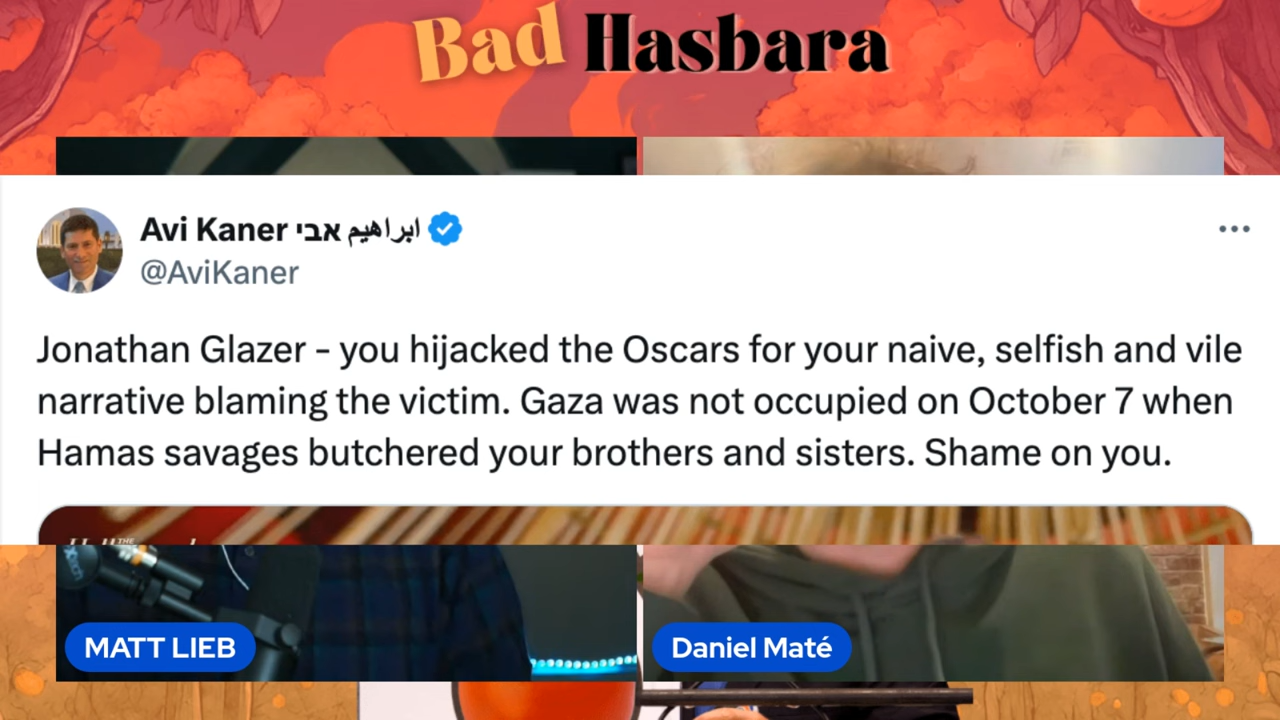 Bad Hasbara
Avi Kaner אבי ابراهيم
@AviKaner
Jonathan Glazer – you hijacked the Oscars for your naive, selfish and vile
narrative blaming the victim. Gaza was not occupied on October 7 when
Hamas savages butchered your brothers and sisters. Shame on you.
MATT LIEB
Daniel Maté